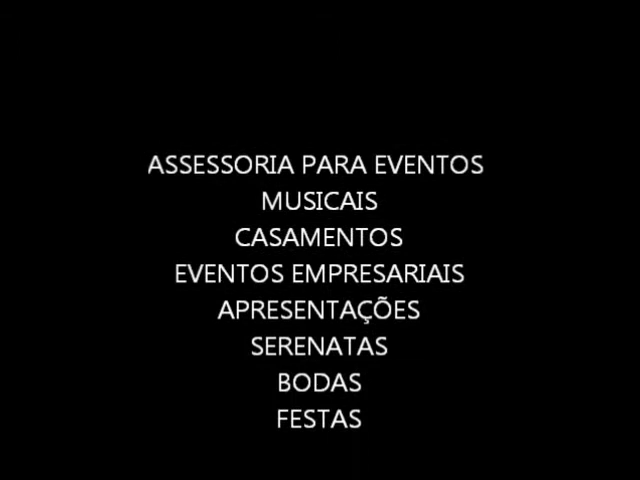 ASSESSORIA PARA EVENTOS
MUSICAIS
CASAMENTOS
EVENTOS EMPRESARIAIS
APRESENTAÇÕES
SERENATAS
BODAS
FESTAS